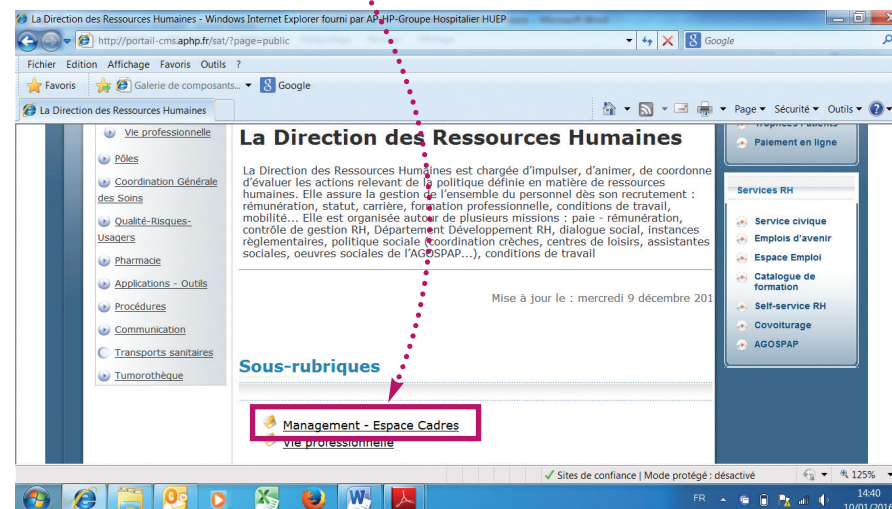 La Direction des Ressources Humaines - Windows Internet Explorer fourni par AP-HP-Groupe Hospitalier HUEP
http://portail-cms.aphp.fr/sat/?page=public
Google
Fichier Edition Affichage Favoris Outils ?
Favoris Galerie de composants... Google
La Direction des Ressources Humaines
Page Sécurité Outils
Vie professionnelle
Pôles
Coordination Générale
des Soins
Qualité-Risques-
Usagers
Pharmacie
Applications - Outils
Procédures
Communication
Transports sanitaires
Tumorothèque
La Direction des Ressources Humaines
La Direction des Ressources Humaines est chargée d'impulser, d'animer, de coordonne
d'évaluer les actions relevant de la politique définie en matière de ressources
humaines. Elle assure la gestion de l'ensemble du personnel dès son recrutement :
rémunération, statut, carrière, formation professionnelle, conditions de travail,
mobilité... Elle est organisée autour de plusieurs missions : paie - rémunération,
contrôle de gestion RH, Département Développement RH, dialogue social, instances
règlementaires, politique sociale (coordination crèches, centres de loisirs, assistantes
sociales, oeuvres sociales de l'AGOSPAP...), conditions de travail
Mise à jour le : mercredi 9 décembre 201
Sous-rubriques
Management - Espace Cadres
Vie professionnelle
Trophées Patients
Paiement en ligne
Services RH
Service civique
Emplois d'avenir
Espace Emploi
Catalogue de
formation
Self-service RH
Covoiturage
AGOSPAP
Sites de confiance | Mode protégé : désactivé
125%
FR
14:40
10/01/2016